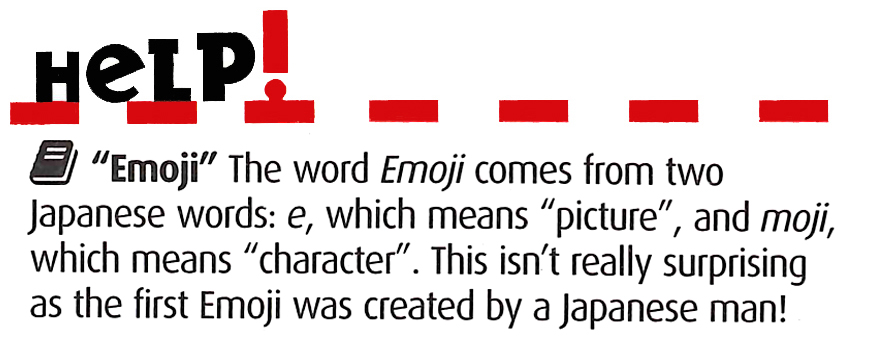 HeLP!
“Emoji” The word Emoji comes from two
Japanese words: e, which means “picture”, and moji,
which means “character”. This isn’t really surprising
as the first Emoji was created by a Japanese man!